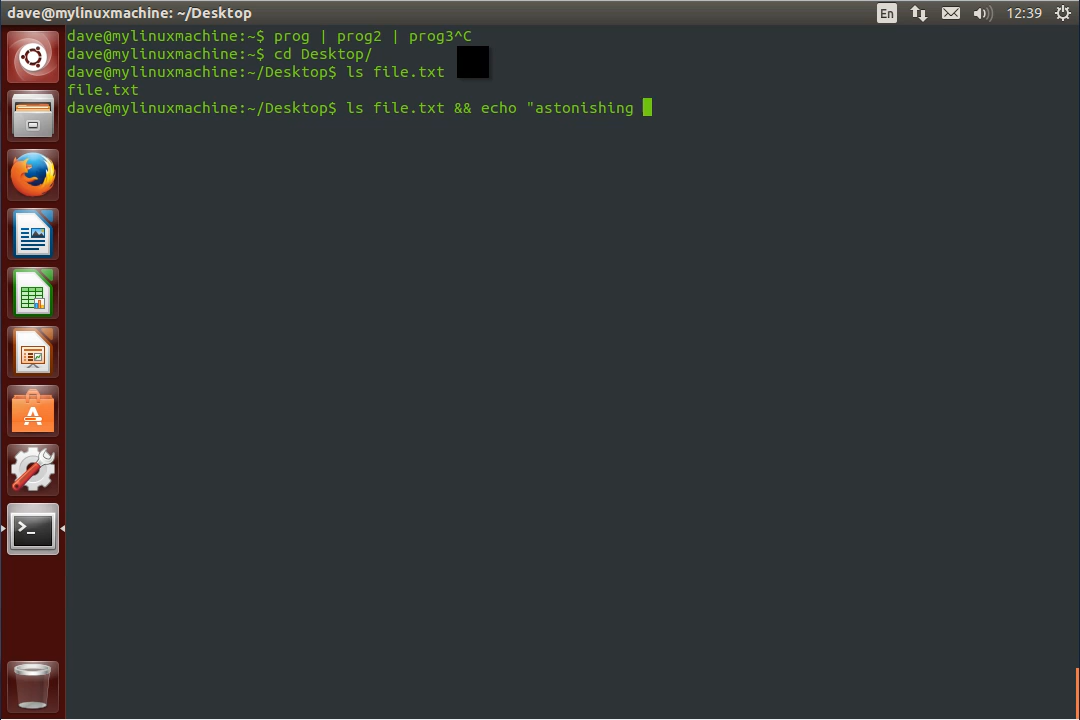 dave@mylinuxmachine: ~/Desktop
En
12:39
dave@mylinuxmachine:~$ prog | prog2 | prog3^C
dave@mylinuxmachine:~$ cd Desktop/
dave@mylinuxmachine:~/Desktop$ ls file.txt
file.txt
dave@mylinuxmachine:~/Desktop$ ls file.txt && echo "astonishing